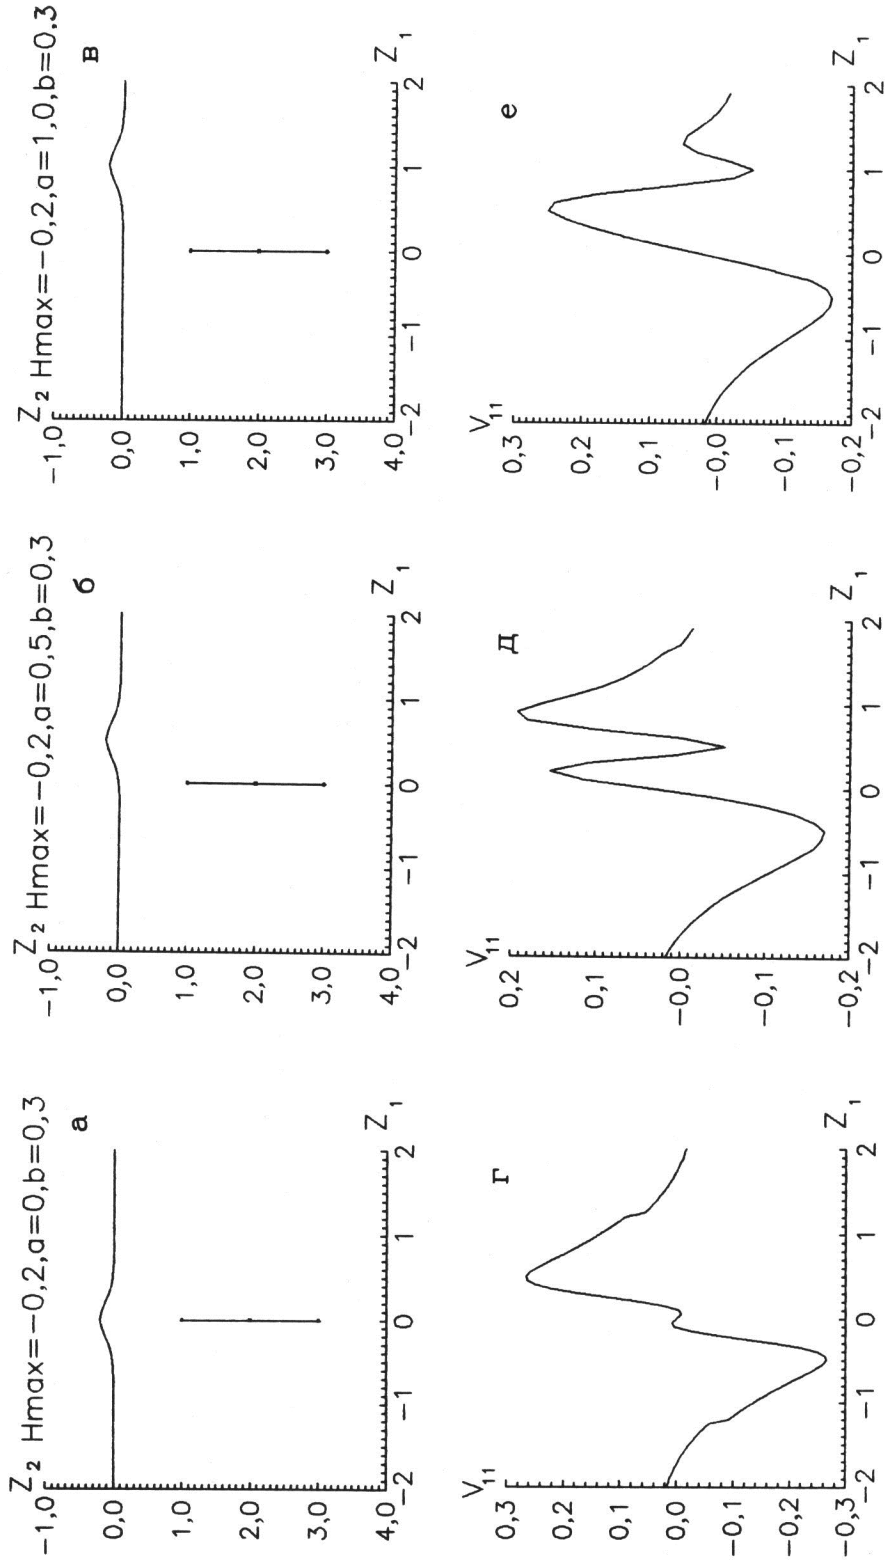 Z₂ Hmax=−0,2,a=0,b=0,3
а
−1,0
0,0
1,0
2,0
3,0
4,0
−2 −1 0 1 2
Z₁
Z₂ Hmax=−0,2,a=0,5,b=0,3
б
−1,0
0,0
1,0
2,0
3,0
4,0
−2 −1 0 1 2
Z₁
Z₂ Hmax=−0,2,a=1,0,b=0,3
в
−1,0
0,0
1,0
2,0
3,0
4,0
−2 −1 0 1 2
Z₁
V₁₁
г
0,3
0,2
0,1
0,0
−0,1
−0,2
−0,3
−2 −1 0 1 2
Z₁
V₁₁
д
0,2
0,1
−0,0
−0,1
−0,2
−2 −1 0 1 2
Z₁
V₁₁
е
0,3
0,2
0,1
−0,0
−0,1
−0,2
−2 −1 0 1 2
Z₁